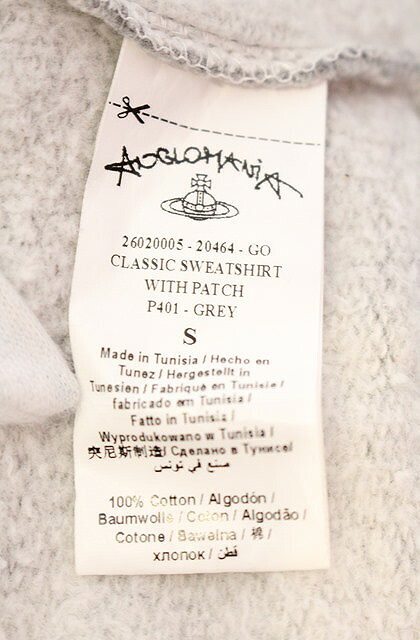 ANGLOMANIA
26020005 - 20464 - GO
CLASSIC SWEATSHIRT
WITH PATCH
P401 - GREY
S
Made in Tunisia / Hecho en
Tunez / Hergestellt in
Tunesien / Fabriqué en Tunisie /
fabricado em Tunisia /
Fatto in Tunisia /
Wyprodukowano w Tunisia /
突尼斯制造/ Сделано в Тунисе/
صنع في تونس
100% Cotton / Algodón /
Baumwolle / Coton / Algodão /
Cotone / Bawelna / 棉 /
хлопок / قطن